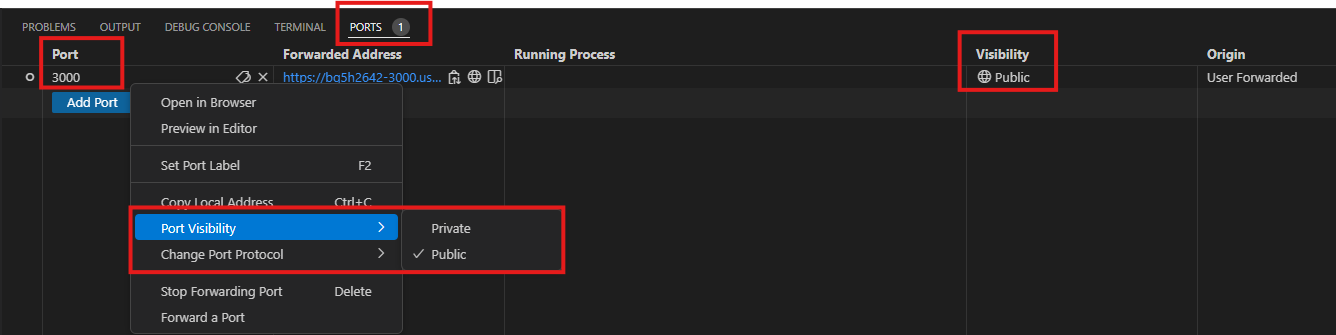 PROBLEMS OUTPUT DEBUG CONSOLE TERMINAL PORTS 1
Port Forwarded Address Running Process Visibility Origin
3000 https://bg5h2642-3000.us... Public User Forwarded
Add Port
Open in Browser
Preview in Editor
Set Port Label F2
Copy Local Address Ctrl+C
Port Visibility
Private
Change Port Protocol
Public
Stop Forwarding Port Delete
Forward a Port